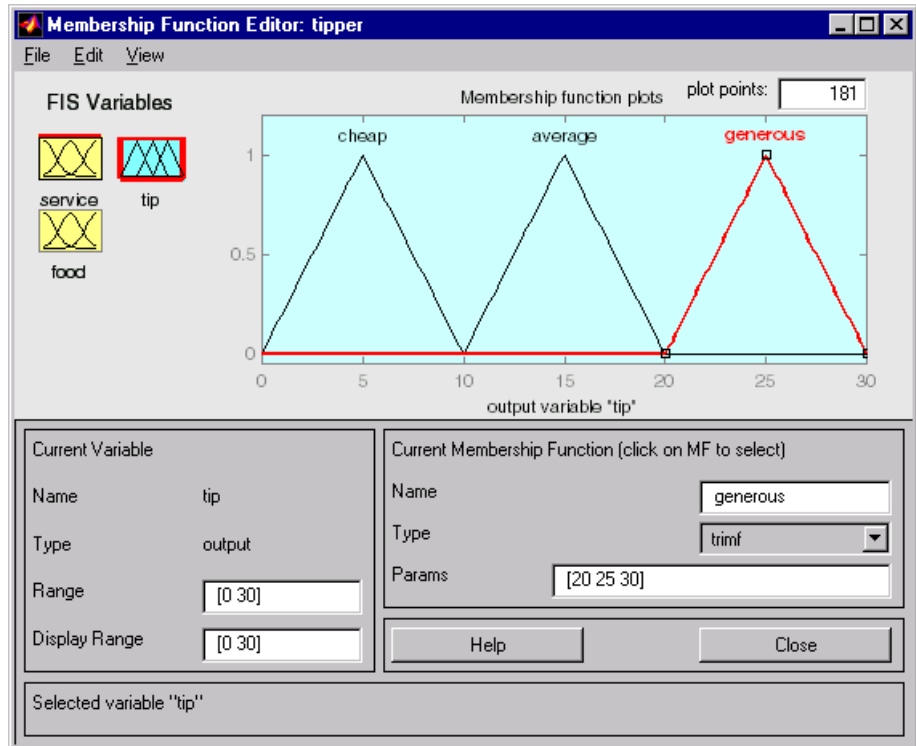 Membership Function Editor: tipper
File Edit View
FIS Variables
service
tip
food
Membership function plots
plot points:
181
cheap
average
generous
1
0.5
0
0 5 10 15 20 25 30
output variable "tip"
Current Variable
Name tip
Type output
Range [0 30]
Display Range [0 30]
Current Membership Function (click on MF to select)
Name generous
Type trimf
Params [20 25 30]
Help
Close
Selected variable "tip"